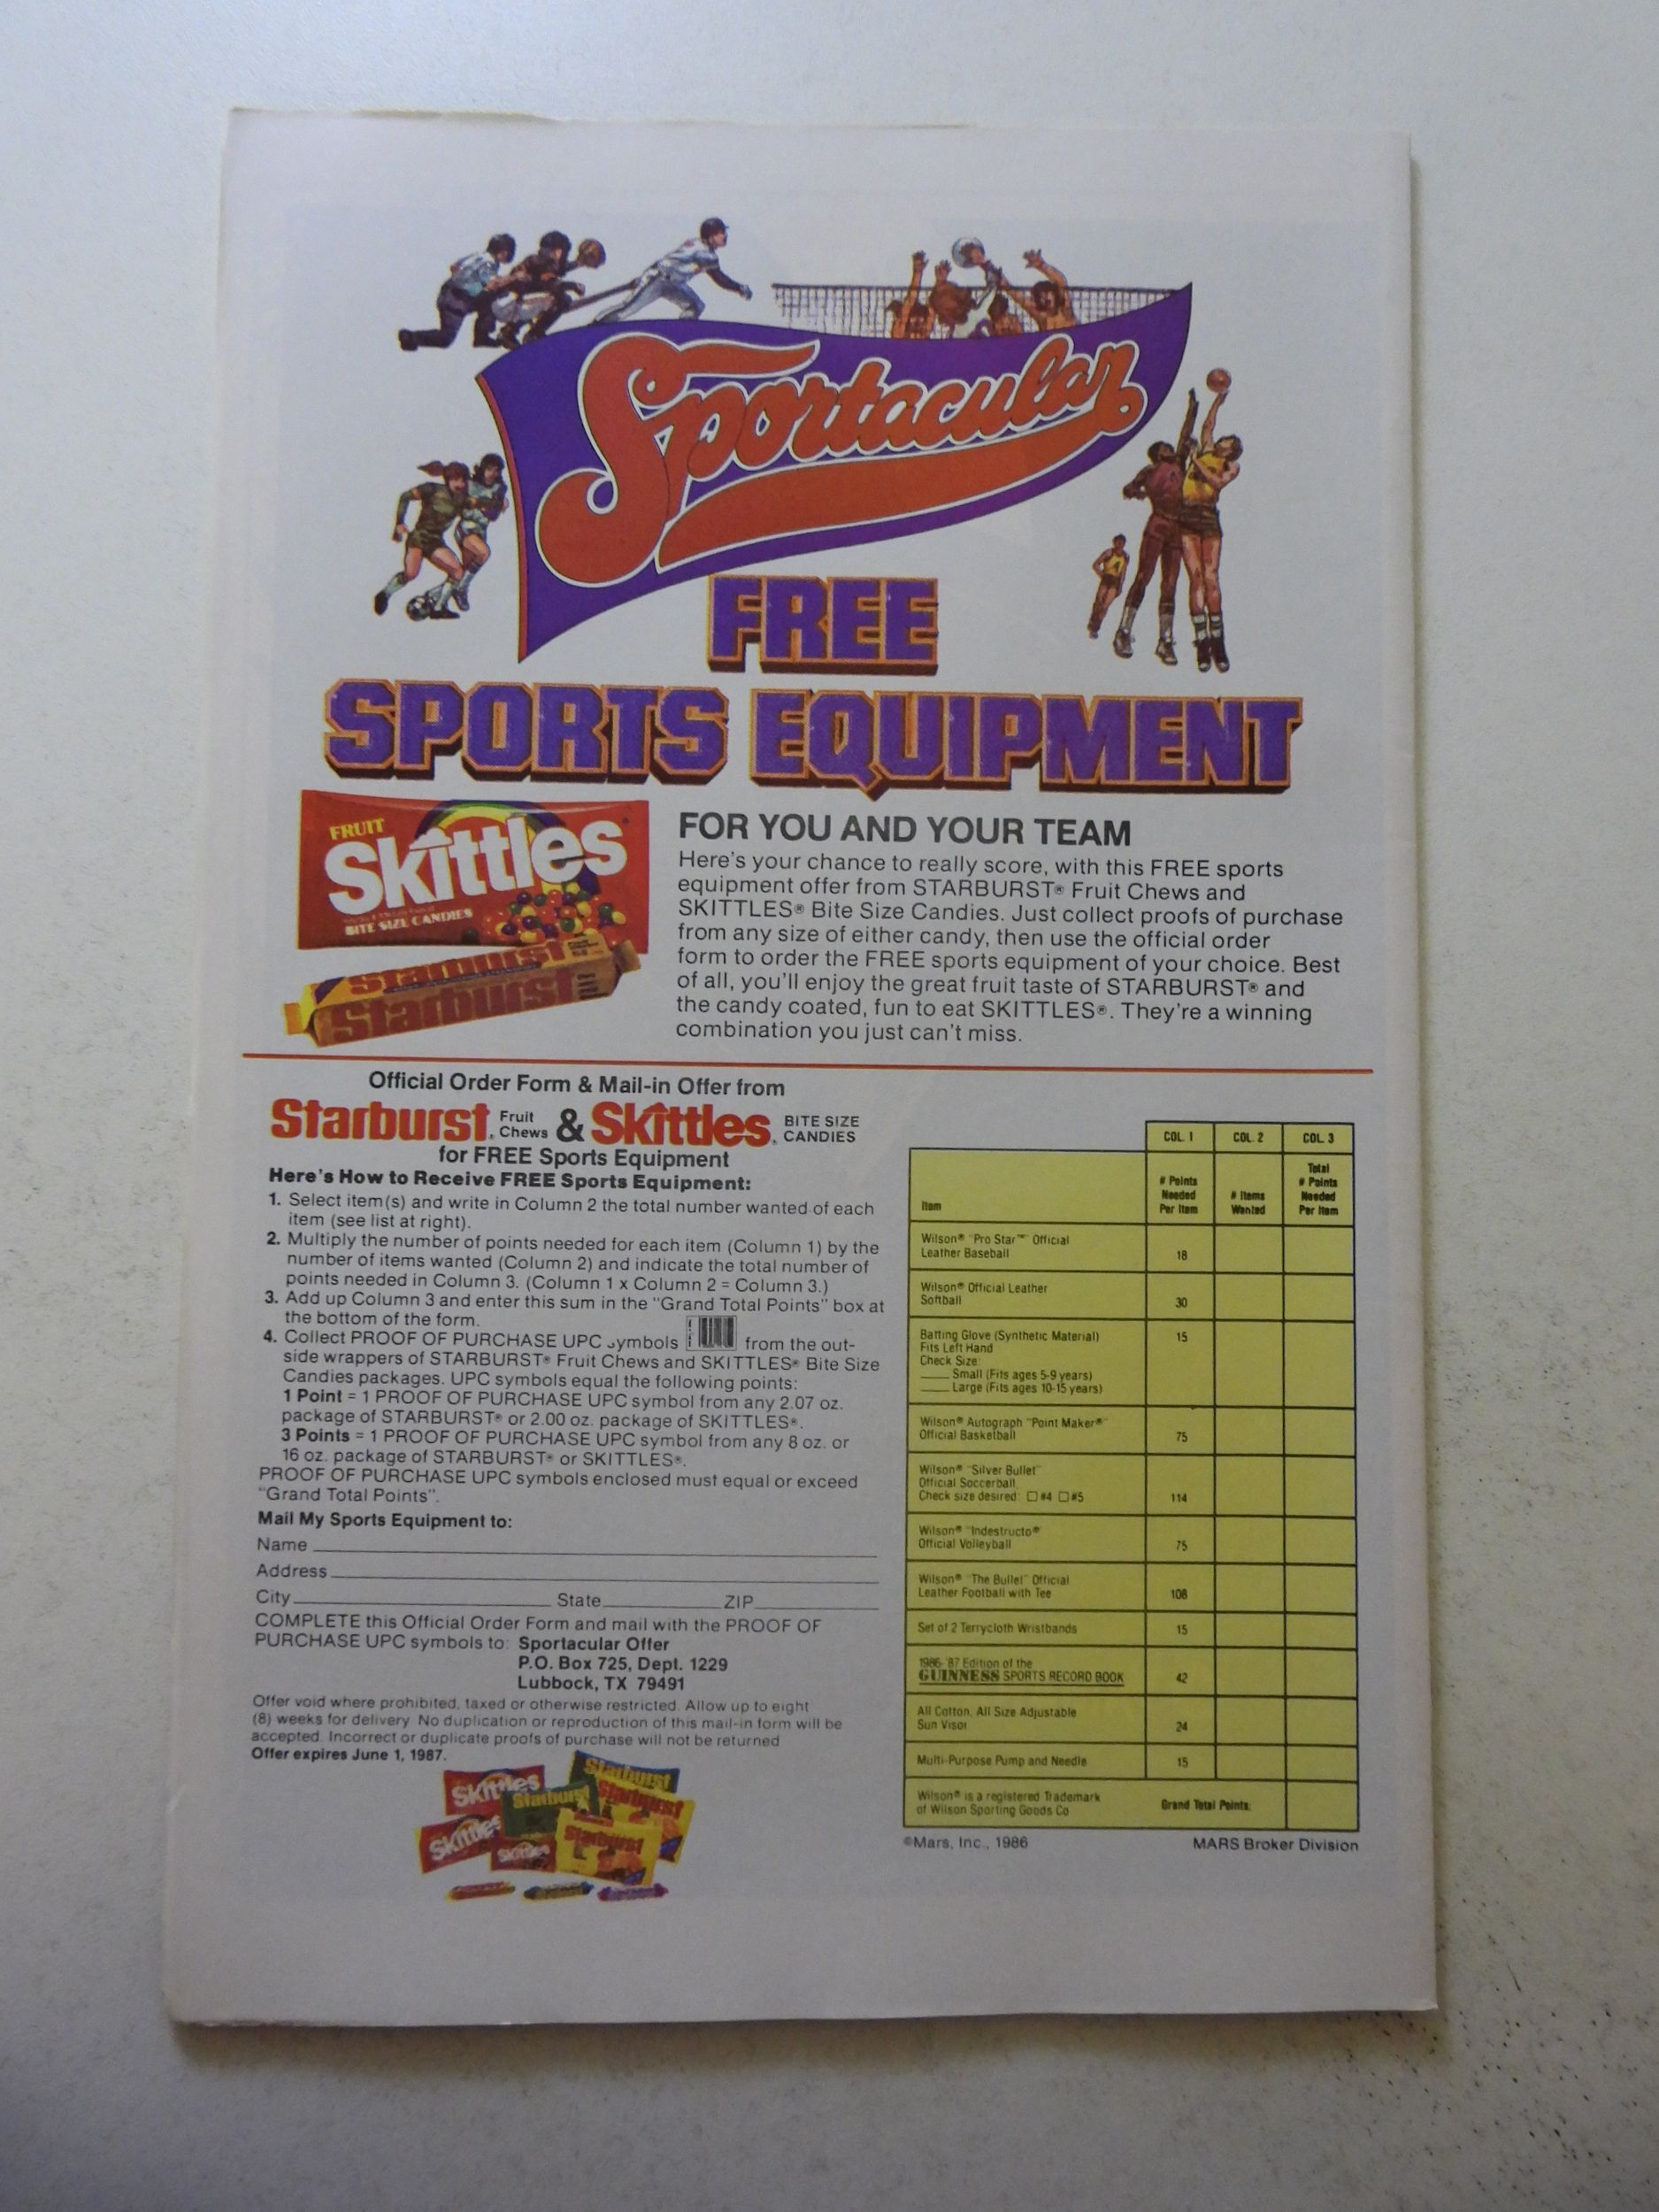 Sportacular
FREE
SPORTS EQUIPMENT
FRUIT
Skittles
BITE SIZE CANDIES
Starburst
Starburst
FOR YOU AND YOUR TEAM
Here's your chance to really score, with this FREE sports
equipment offer from STARBURST® Fruit Chews and
SKITTLES® Bite Size Candies. Just collect proofs of purchase
from any size of either candy, then use the official order
form to order the FREE sports equipment of your choice. Best
of all, you'll enjoy the great fruit taste of STARBURST® and
the candy coated, fun to eat SKITTLES®. They're a winning
combination you just can't miss.
Official Order Form & Mail-in Offer from
Starburst® Fruit Chews & Skittles® BITE SIZE CANDIES
for FREE Sports Equipment
Here's How to Receive FREE Sports Equipment:
1. Select item(s) and write in Column 2 the total number wanted of each
item (see list at right).
2. Multiply the number of points needed for each item (Column 1) by the
number of items wanted (Column 2) and indicate the total number of
points needed in Column 3. (Column 1 x Column 2 = Column 3.)
3. Add up Column 3 and enter this sum in the "Grand Total Points" box at
the bottom of the form.
4. Collect PROOF OF PURCHASE UPC symbols from the out-
side wrappers of STARBURST® Fruit Chews and SKITTLES® Bite Size
Candies packages. UPC symbols equal the following points:
1 Point = 1 PROOF OF PURCHASE UPC symbol from any 2.07 oz.
package of STARBURST® or 2.00 oz. package of SKITTLES®.
3 Points = 1 PROOF OF PURCHASE UPC symbol from any 8 oz. or
16 oz. package of STARBURST® or SKITTLES®.
PROOF OF PURCHASE UPC symbols enclosed must equal or exceed
"Grand Total Points".
Mail My Sports Equipment to:
Name
Address
City State ZIP
COMPLETE this Official Order Form and mail with the PROOF OF
PURCHASE UPC symbols to: Sportacular Offer
P.O. Box 725, Dept. 1229
Lubbock, TX 79491
Offer void where prohibited, taxed or otherwise restricted. Allow up to eight
(8) weeks for delivery. No duplication or reproduction of this mail-in form will be
accepted. Incorrect or duplicate proofs of purchase will not be returned
Offer expires June 1, 1987.
Skittles
Starburst
Starburst
Starburst
Skittles
Skittles
Starburst
COL. 1 COL. 2 COL. 3
Item
# Points
Needed
Per Item
# Items
Wanted
Total
# Points
Needed
Per Item
Wilson® "Pro Star™" Official
Leather Baseball 18
Wilson® Official Leather
Softball 30
Batting Glove (Synthetic Material) 15
Fits Left Hand
Check Size:
Small (Fits ages 5-9 years)
Large (Fits ages 10-15 years)
Wilson® Autograph "Point Maker®"
Official Basketball 75
Wilson® "Silver Bullet"
Official Soccerball
Check size desired: #4 #5 114
Wilson® "Indestructo®
Official Volleyball 75
Wilson® "The Bullet" Official
Leather Football with Tee 108
Set of 2 Terrycloth Wristbands 15
1986-'87 Edition of the
GUINNESS SPORTS RECORD BOOK 42
All Cotton, All Size Adjustable
Sun Visor 24
Multi-Purpose Pump and Needle 15
Wilson® is a registered Trademark
of Wilson Sporting Goods Co
Grand Total Points:
©Mars, Inc., 1986 MARS Broker Division